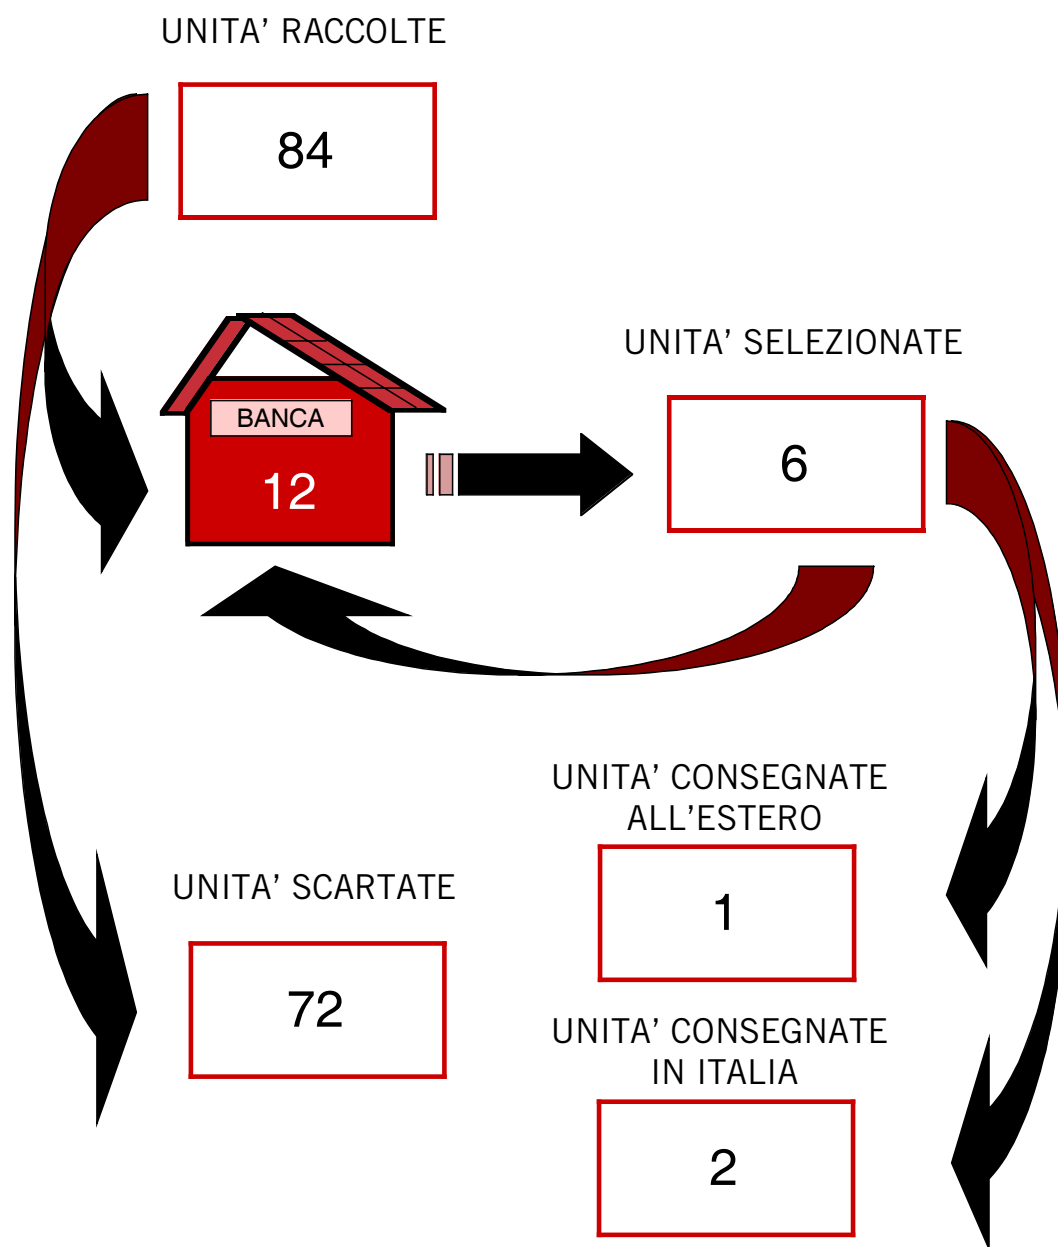 UNITA’ RACCOLTE
84
BANCA
12
UNITA’ SELEZIONATE
6
UNITA’ CONSEGNATE
ALL’ESTERO
1
UNITA’ SCARTATE
72
UNITA’ CONSEGNATE
IN ITALIA
2